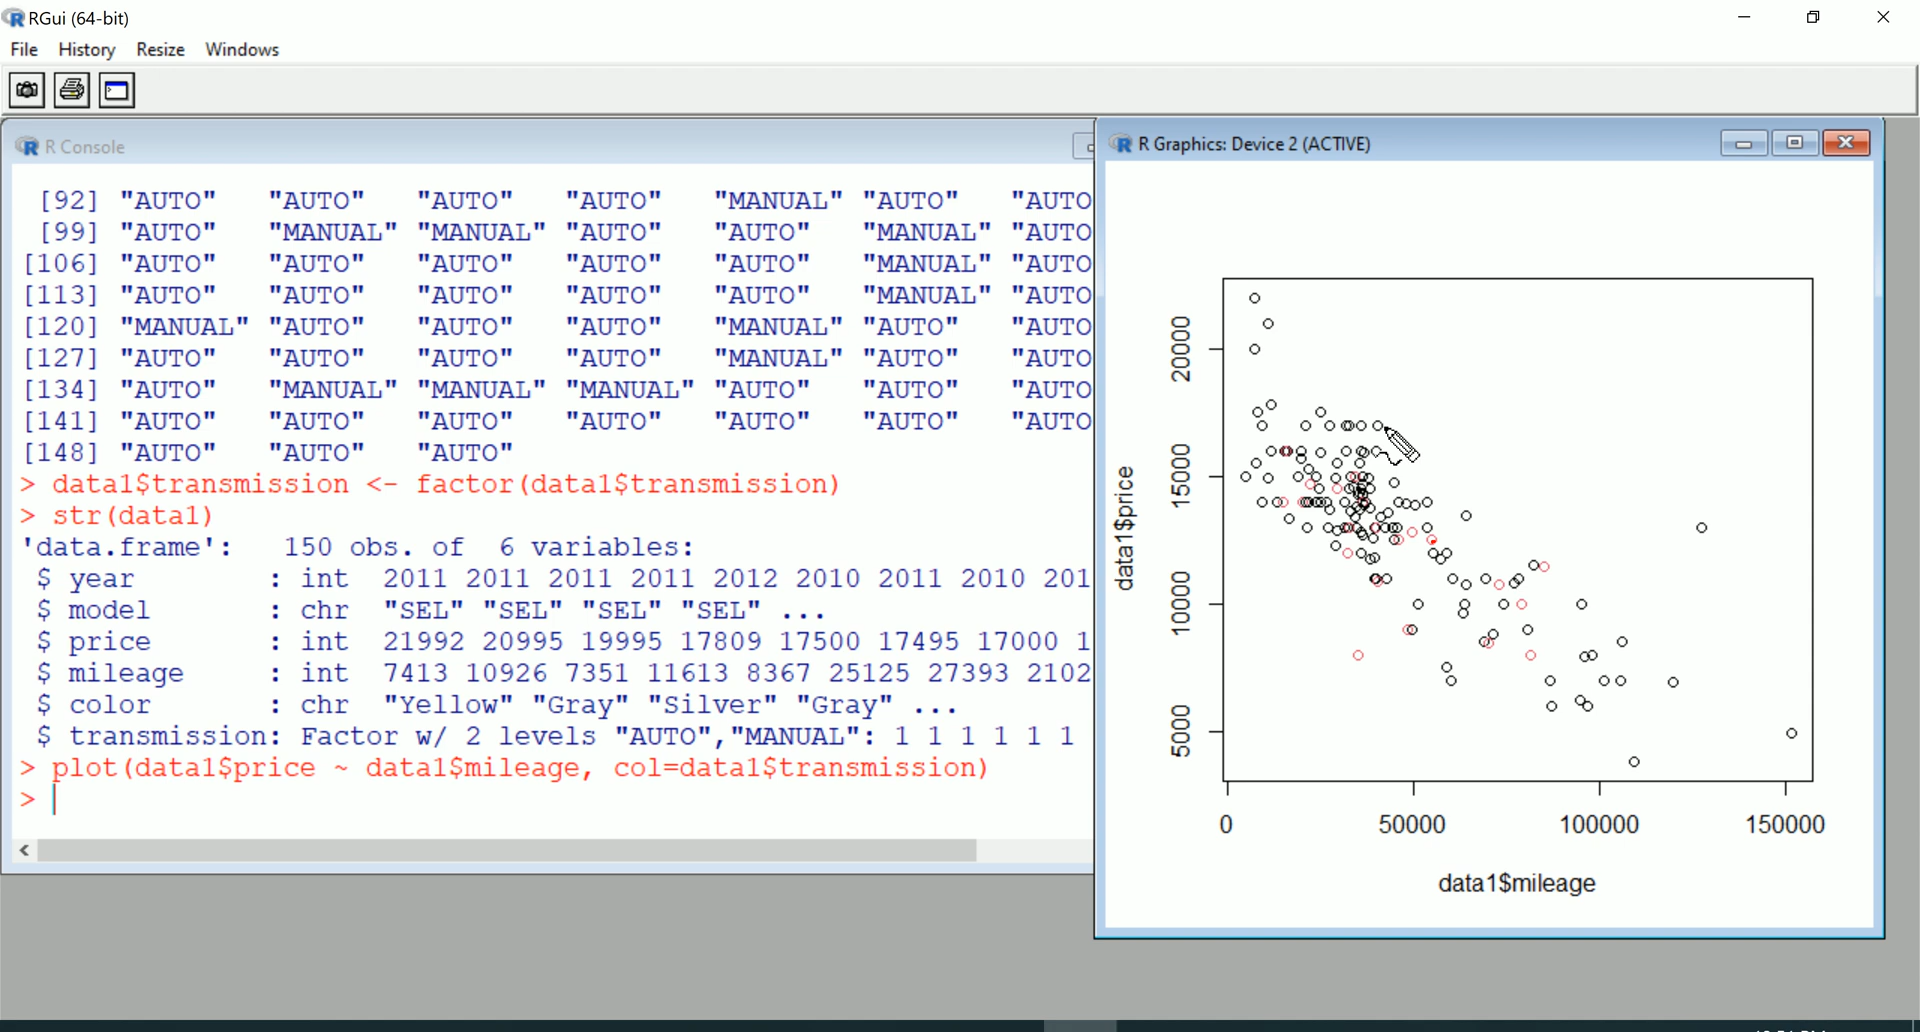 RGui (64-bit)
File History Resize Windows
R Console
[92] "AUTO" "AUTO" "AUTO" "AUTO" "MANUAL" "AUTO" "AUTO
[99] "AUTO" "MANUAL" "MANUAL" "AUTO" "AUTO" "MANUAL" "AUTO
[106] "AUTO" "AUTO" "AUTO" "AUTO" "AUTO" "MANUAL" "AUTO
[113] "AUTO" "AUTO" "AUTO" "AUTO" "AUTO" "MANUAL" "AUTO
[120] "MANUAL" "AUTO" "AUTO" "AUTO" "MANUAL" "AUTO" "AUTO
[127] "AUTO" "AUTO" "AUTO" "AUTO" "MANUAL" "AUTO" "AUTO
[134] "AUTO" "MANUAL" "MANUAL" "MANUAL" "AUTO" "AUTO" "AUTO
[141] "AUTO" "AUTO" "AUTO" "AUTO" "AUTO" "AUTO" "AUTO
[148] "AUTO" "AUTO" "AUTO"
> data1$transmission <- factor(data1$transmission)
> str(data1)
'data.frame': 150 obs. of 6 variables:
$ year : int 2011 2011 2011 2011 2012 2010 2011 2010 201
$ model : chr "SEL" "SEL" "SEL" "SEL" ...
$ price : int 21992 20995 19995 17809 17500 17495 17000 1
$ mileage : int 7413 10926 7351 11613 8367 25125 27393 2102
$ color : chr "Yellow" "Gray" "Silver" "Gray" ...
$ transmission: Factor w/ 2 levels "AUTO","MANUAL": 1 1 1 1 1 1
> plot(data1$price ~ data1$mileage, col=data1$transmission)
>
R Graphics: Device 2 (ACTIVE)
data1$price
20000
15000
10000
5000
0 50000 100000 150000
data1$mileage